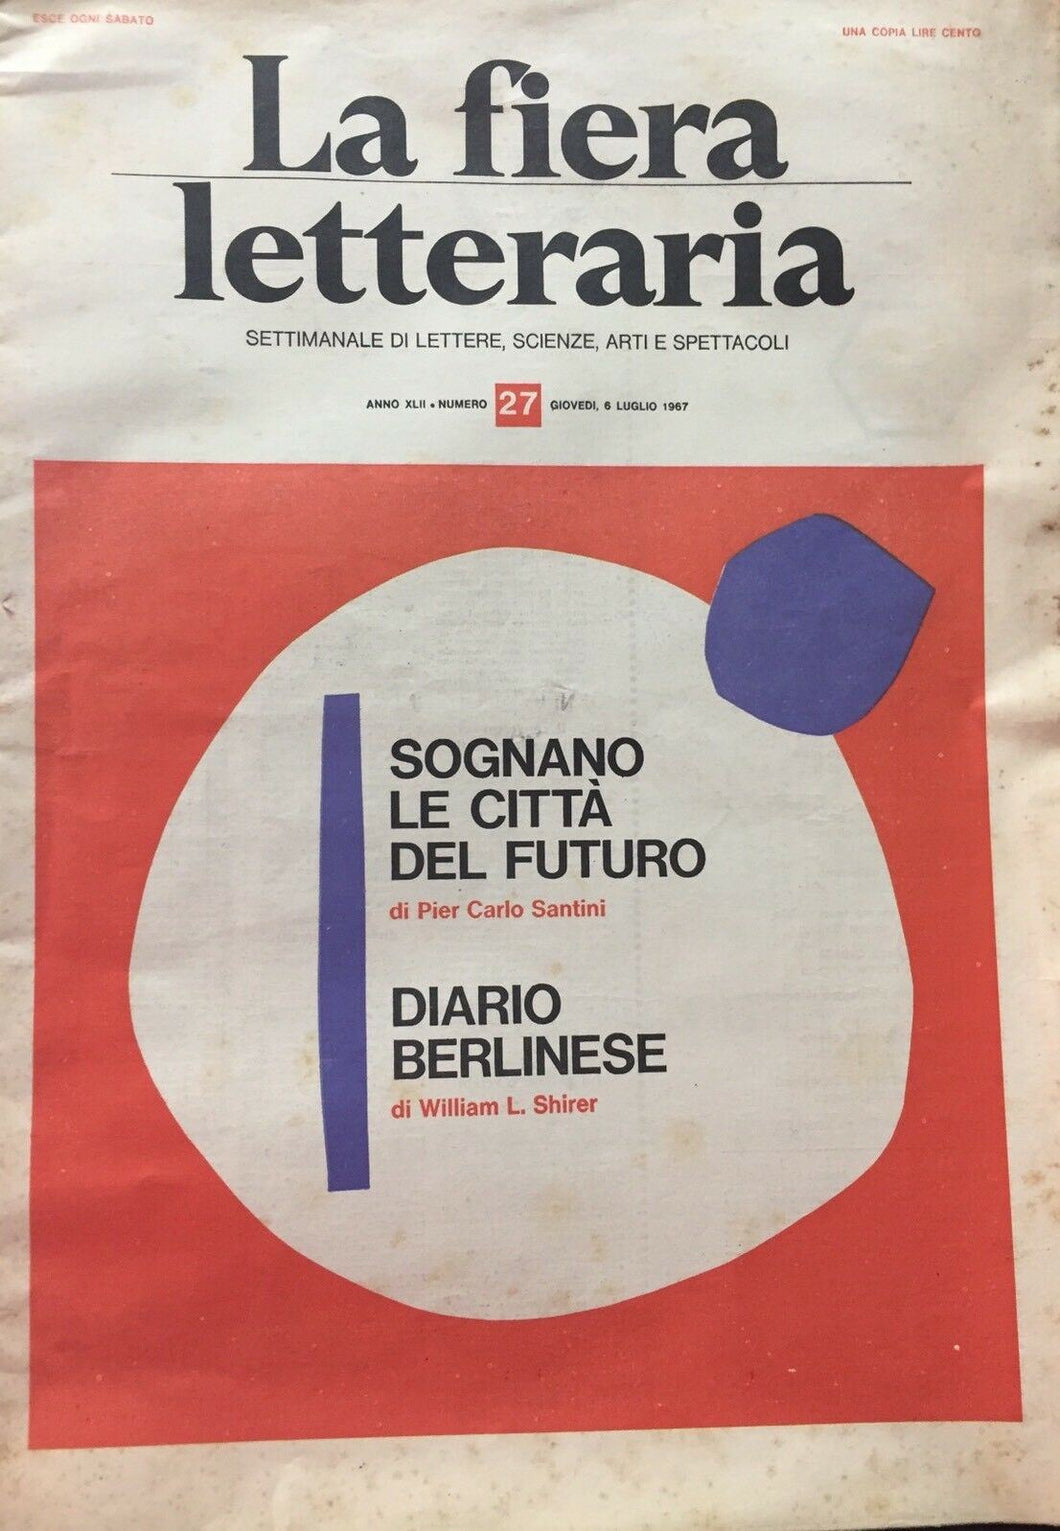 ESCE OGNI SABATO
UNA COPIA LIRE CENTO
La fiera
letteraria
SETTIMANALE DI LETTERE, SCIENZE, ARTI E SPETTACOLI
ANNO XLII • NUMERO 27 GIOVEDI, 6 LUGLIO 1967
SOGNANO
LE CITTÀ
DEL FUTURO
di Pier Carlo Santini
DIARIO
BERLINESE
di William L. Shirer